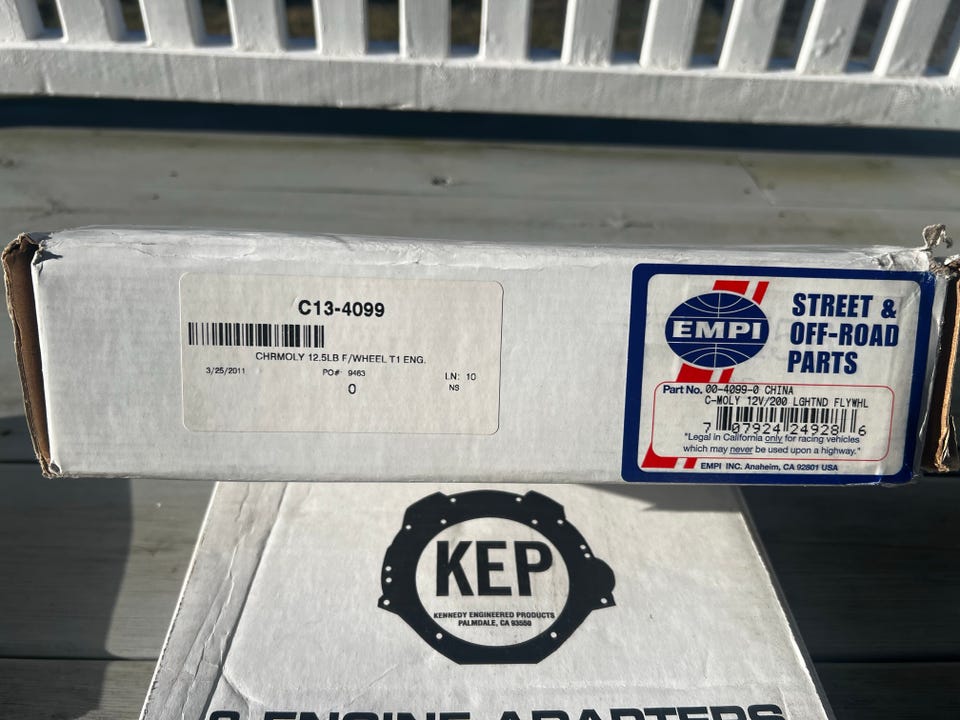 C13-4099
CHRMOLY 12.5LB F/WHEEL T1 ENG.
3/25/2011 PO#: 9463 LN: 10
0 NS
EMPI
STREET &
OFF-ROAD
PARTS
Part No. 00-4099-0 CHINA
C-MOLY 12V/200 LGHTND FLYWHL
7 07924 24928 6
"Legal in California only for racing vehicles
which may never be used upon a highway."
EMPI INC. Anaheim, CA 92801 USA
KEP
KENNEDY ENGINEERED PRODUCTS
PALMDALE, CA 93550
ENGINE ADAPTERS